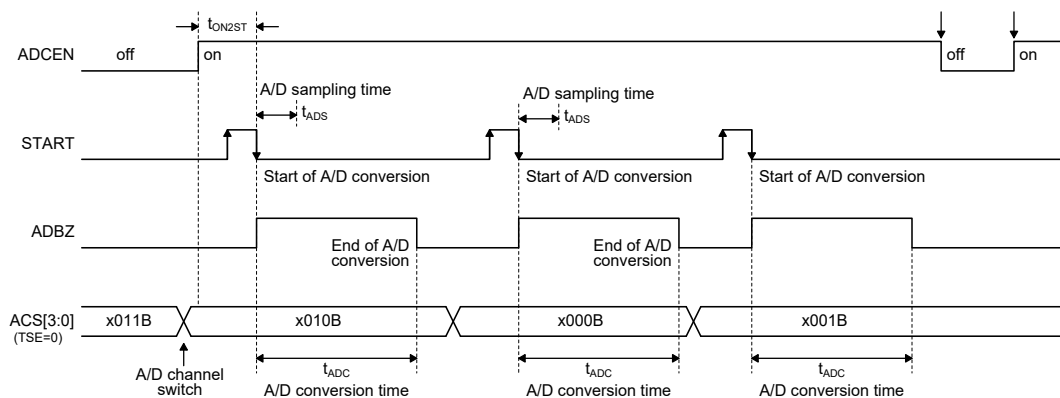 tON2ST
ADCEN
off
on
off
on
A/D sampling time
tADS
A/D sampling time
tADS
START
Start of A/D conversion
Start of A/D conversion
Start of A/D conversion
ADBZ
End of A/D
conversion
End of A/D
conversion
ACS[3:0]
(TSE=0)
x011B
x010B
x000B
x001B
A/D channel
switch
tADC
A/D conversion time
tADC
A/D conversion time
tADC
A/D conversion time